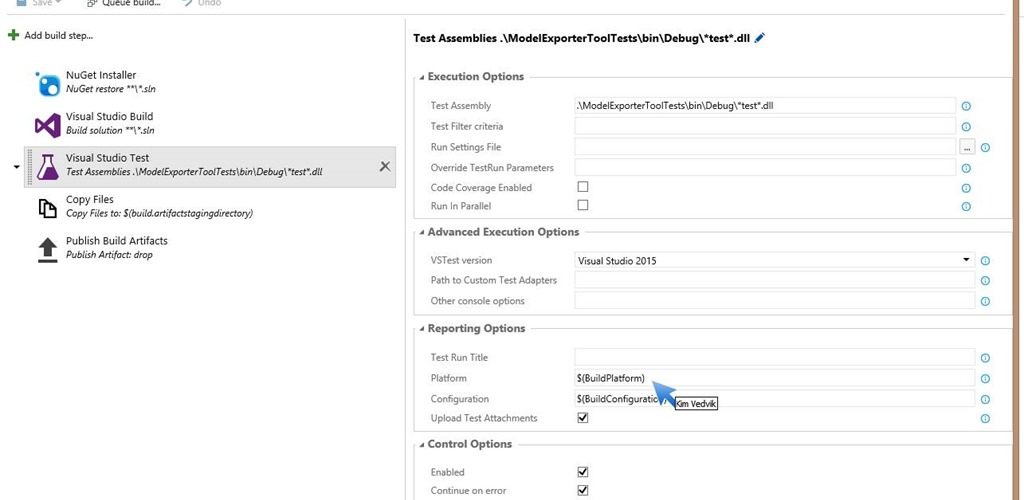 Save Queue build... Undo
Add build step...
NuGet Installer
NuGet restore **\*.sln
Visual Studio Build
Build solution **\*.sln
Visual Studio Test
Test Assemblies .\ModelExporterToolTests\bin\Debug\*test*.dll
Copy Files
Copy Files to: $(build.artifactstagingdirectory)
Publish Build Artifacts
Publish Artifact: drop
Test Assemblies .\ModelExporterToolTests\bin\Debug\*test*.dll
Execution Options
Test Assembly .\ModelExporterToolTests\bin\Debug\*test*.dll
Test Filter criteria
Run Settings File ...
Override TestRun Parameters
Code Coverage Enabled
Run In Parallel
Advanced Execution Options
VSTest version Visual Studio 2015
Path to Custom Test Adapters
Other console options
Reporting Options
Test Run Title
Platform $(BuildPlatform)
Configuration $(BuildConfiguratio
Kim Vedvik
Upload Test Attachments
Control Options
Enabled
Continue on error